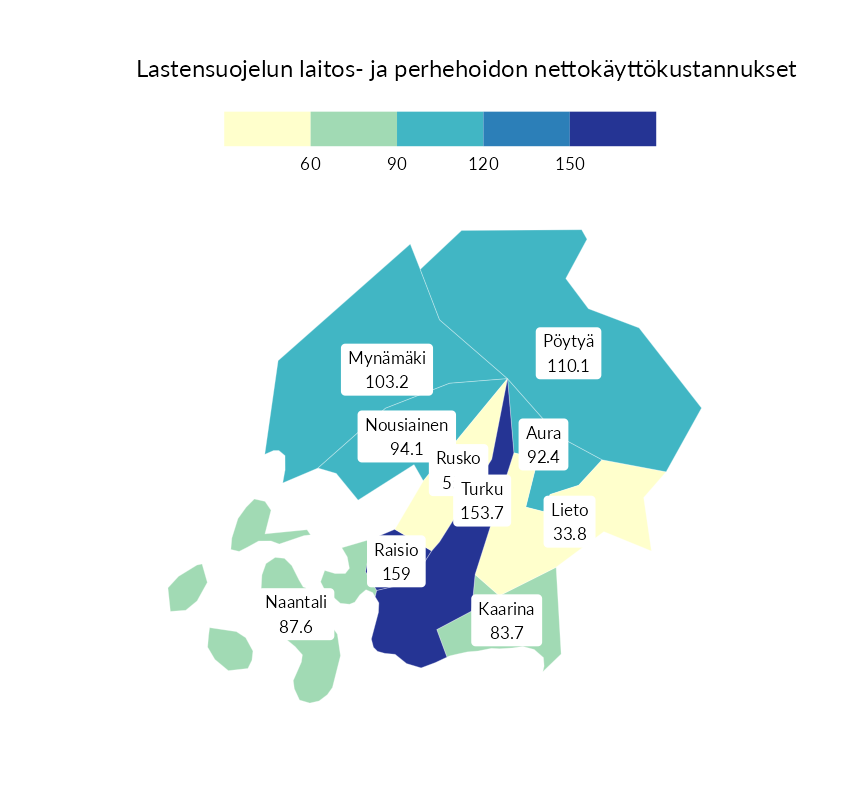 Lastensuojelun laitos- ja perhehoidon nettokäyttökustannukset
60 90 120 150
Pöytyä
110.1
Mynämäki
103.2
Nousiainen
94.1
Aura
92.4
Rusko
5
Turku
153.7
Lieto
33.8
Raisio
159
Naantali
87.6
Kaarina
83.7